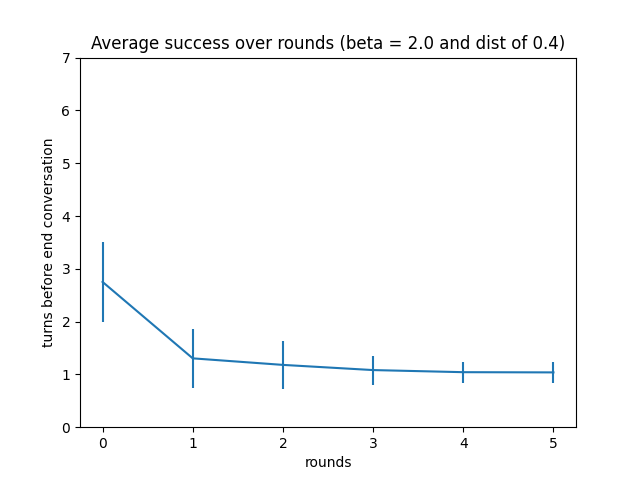 Average success over rounds (beta = 2.0 and dist of 0.4)
turns before end conversation
7
6
5
4
3
2
1
0
0 1 2 3 4 5
rounds